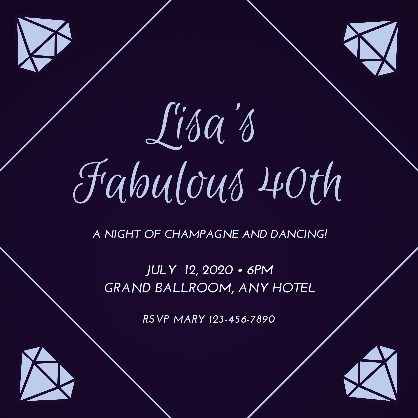 Lisa's
Fabulous 40th
A NIGHT OF CHAMPAGNE AND DANCING!
JULY 12, 2020 • 6PM
GRAND BALLROOM, ANY HOTEL
RSVP MARY 123-456-7890